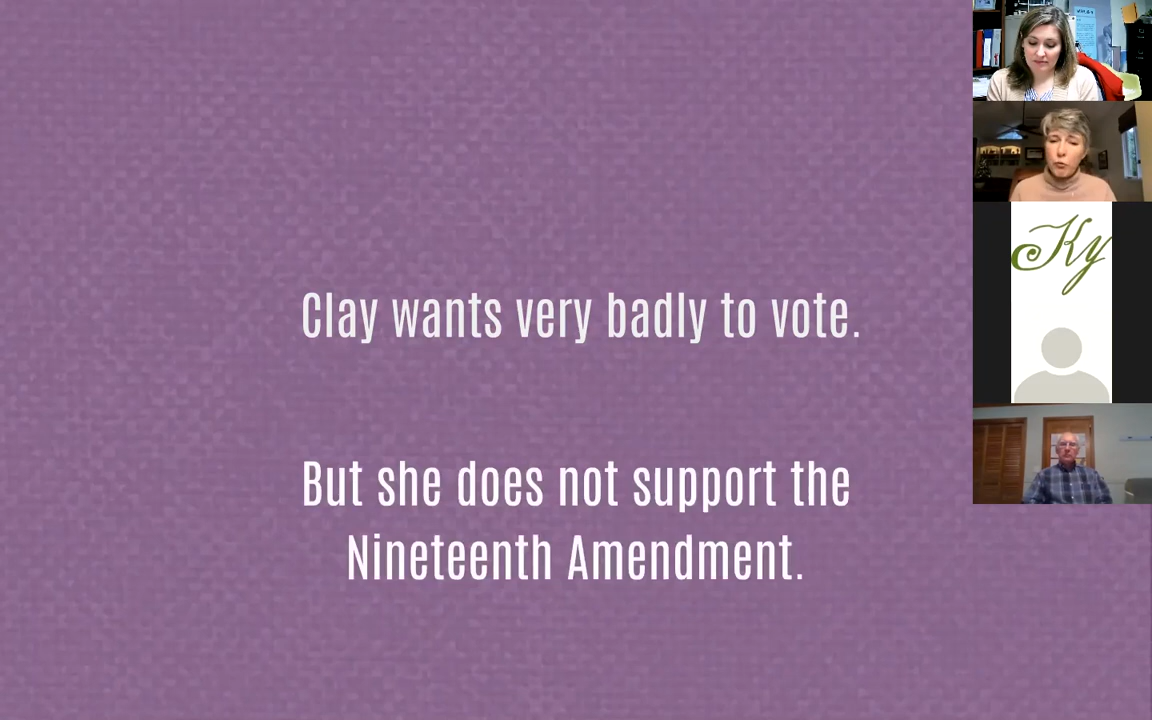 Clay wants very badly to vote.
But she does not support the
Nineteenth Amendment.
Ky